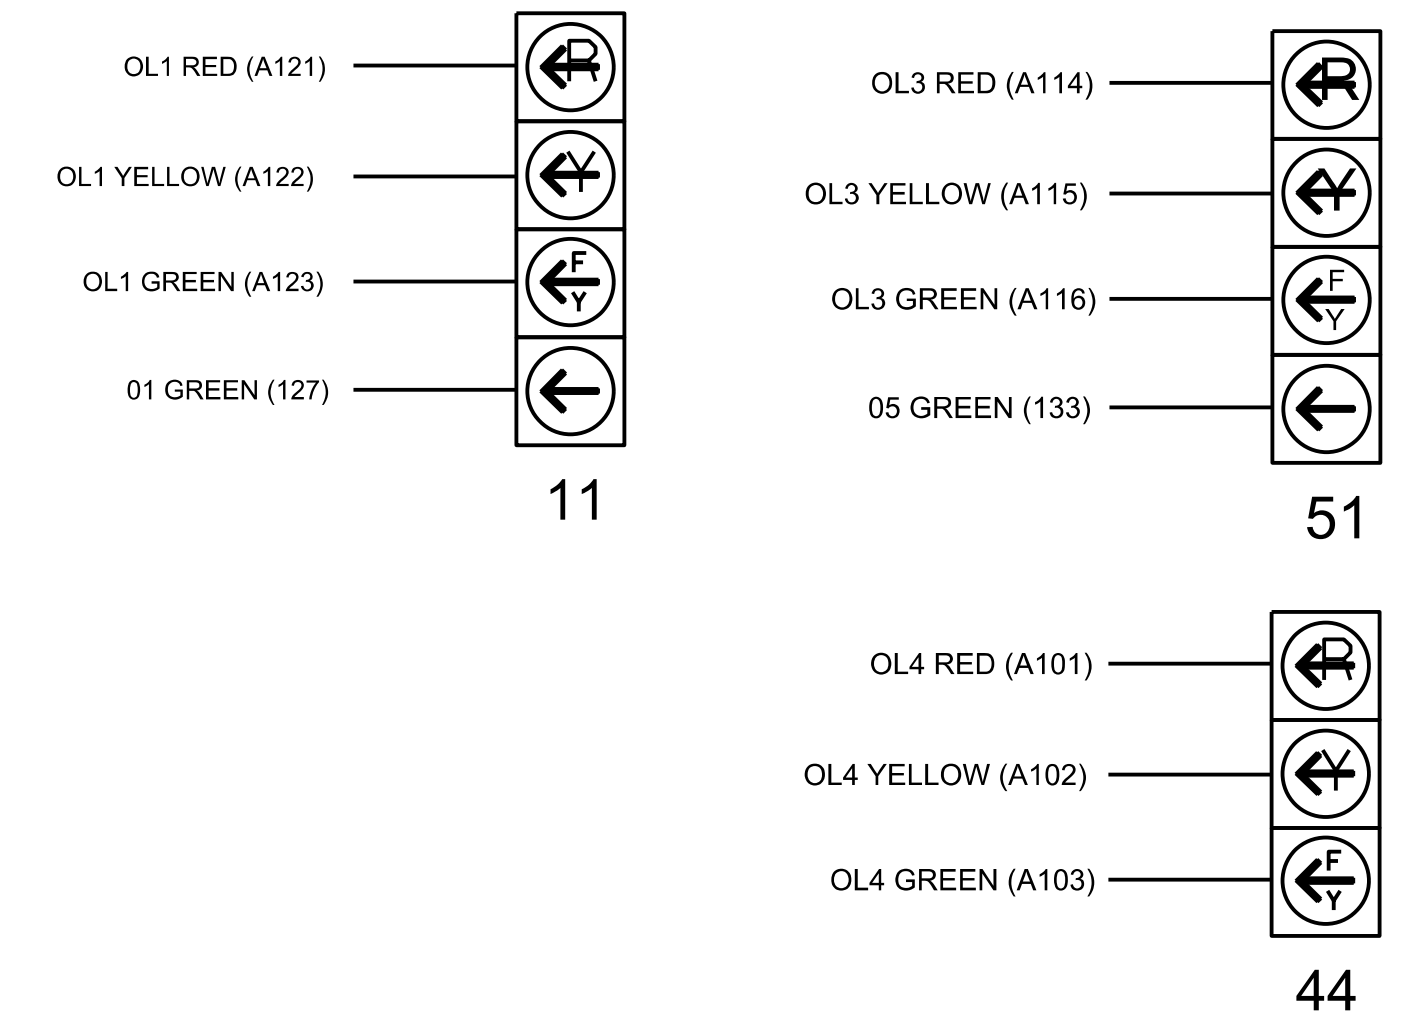 OL1 RED (A121)
R
OL1 YELLOW (A122)
Y
OL1 GREEN (A123)
F
Y
01 GREEN (127)
11
OL3 RED (A114)
R
OL3 YELLOW (A115)
Y
OL3 GREEN (A116)
F
Y
05 GREEN (133)
51
OL4 RED (A101)
R
OL4 YELLOW (A102)
Y
OL4 GREEN (A103)
F
Y
44